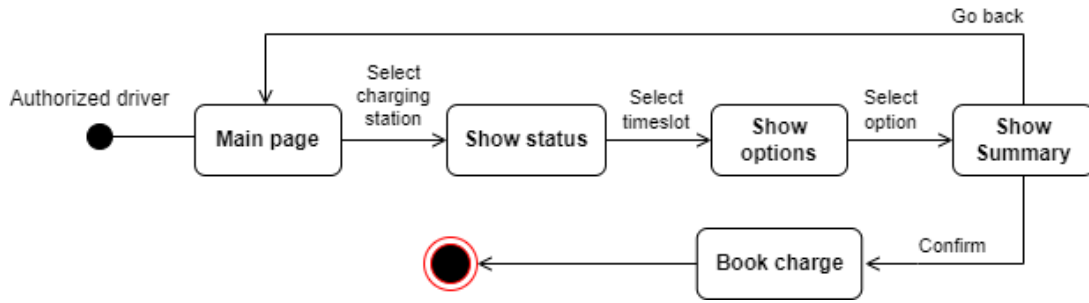 Go back
Authorized driver
Select
charging
station
Select
timeslot
Select
option
Main page
Show status
Show
options
Show
Summary
Book charge
Confirm